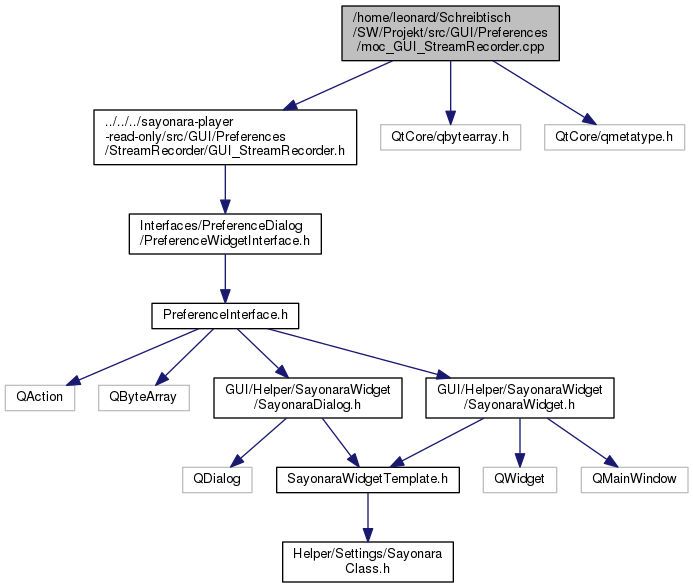 /home/leonard/Schreibtisch
/SW/Projekt/src/GUI/Preferences
/moc_GUI_StreamRecorder.cpp
../../../sayonara-player
-read-only/src/GUI/Preferences
/StreamRecorder/GUI_StreamRecorder.h
QtCore/qbytearray.h
QtCore/qmetatype.h
Interfaces/PreferenceDialog
/PreferenceWidgetInterface.h
PreferenceInterface.h
QAction
QByteArray
GUI/Helper/SayonaraWidget
/SayonaraDialog.h
GUI/Helper/SayonaraWidget
/SayonaraWidget.h
QDialog
SayonaraWidgetTemplate.h
QWidget
QMainWindow
Helper/Settings/Sayonara
Class.h